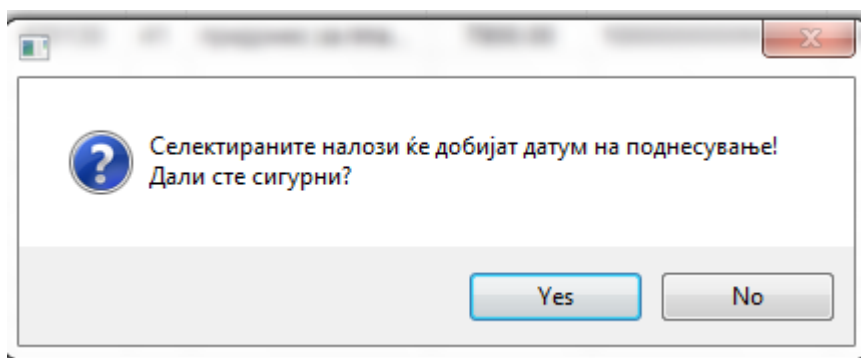 Селектираните налози ќе добијат датум на поднесување!
Дали сте сигурни?
Yes
No